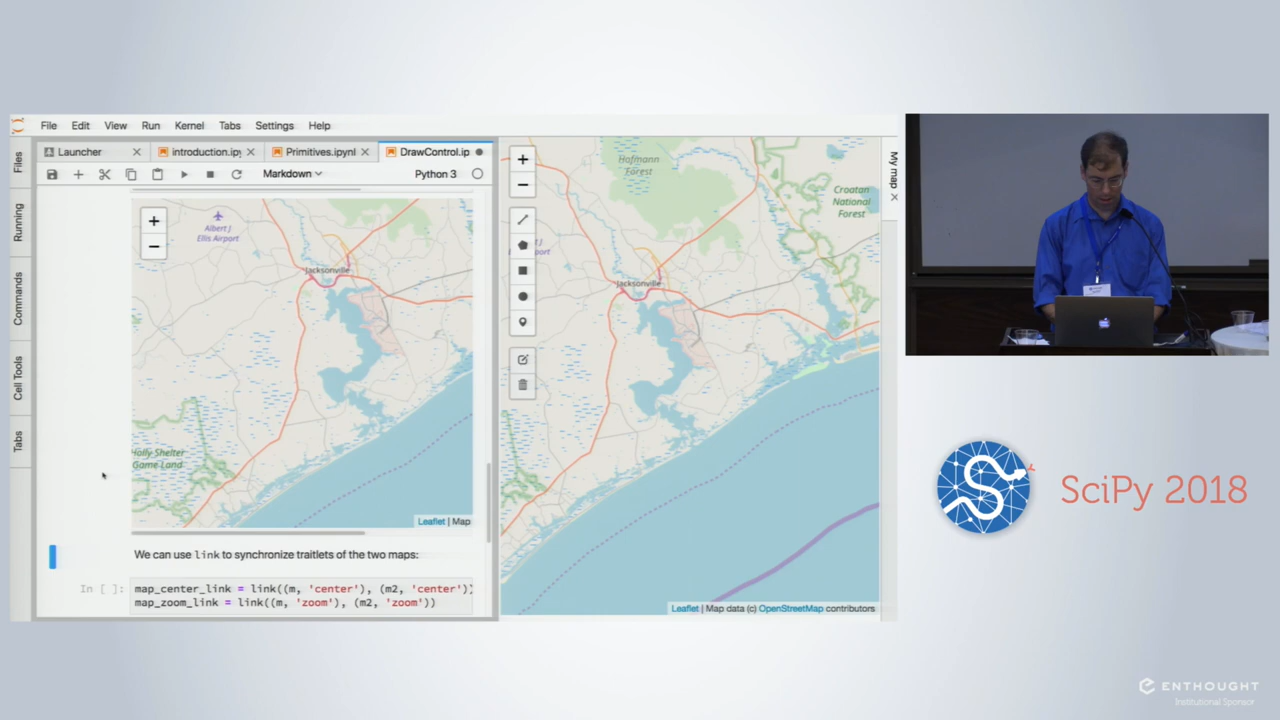 File Edit View Run Kernel Tabs Settings Help
Files
Running
Commands
Cell Tools
Tabs
Launcher
introduction.ipy
Primitives.ipynl
DrawControl.ip
Markdown
Python 3
+
−
Albert J
Ellis Airport
Jacksonville
Holly Shelter
Game Land
Leaflet | Map
We can use link to synchronize traitlets of the two maps:
In [ ]:
map_center_link = link((m, 'center'), (m2, 'center'))
map_zoom_link = link((m, 'zoom'), (m2, 'zoom'))
My map
+
−
Hofmann
Forest
Croatan
National
Forest
Jacksonville
Leaflet | Map data (c) OpenStreetMap contributors
SciPy 2018
ENTHOUGHT
Institutional Sponsor